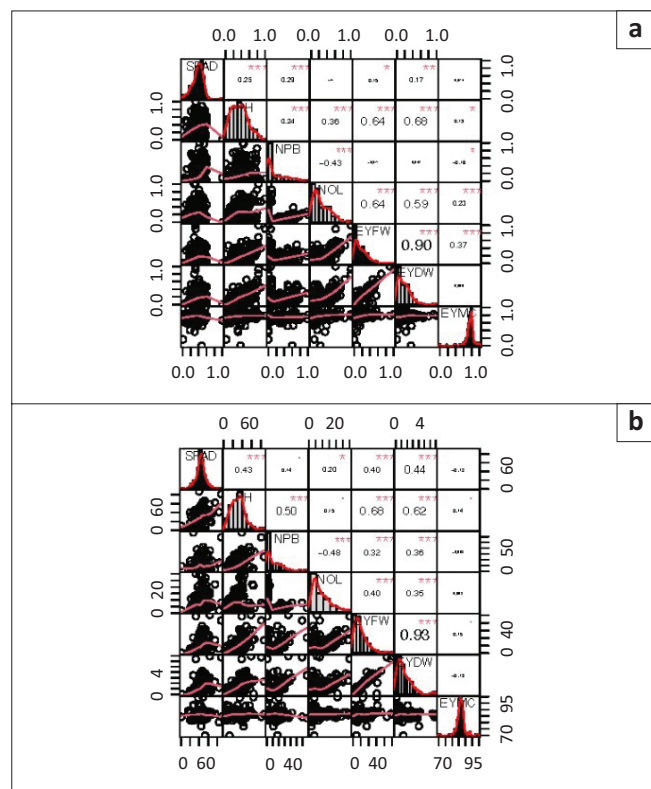 a
0.0 1.0 0.0 1.0 0.0 1.0
SPAD 0.25 *** 0.29 *** * 0.17 ** 0.0 1.0
0.0 1.0 0.24 *** 0.36 *** 0.64 *** 0.68 *** *
NPB -0.43 *** * 0.0 1.0
0.0 1.0 NOL 0.64 *** 0.59 *** 0.23 ***
EYFW 0.90 *** 0.37 *** 0.0 1.0
0.0 1.0 EYDW
EYMC 0.0 1.0
0.0 1.0 0.0 1.0 0.0 1.0 0.0 1.0
b
0 60 0 20 0 4
SPAD 0.43 *** 0.20 * 0.40 *** 0.44 *** 0 60
0 60 0.50 *** 0.68 *** 0.62 ***
NPB -0.48 *** 0.32 *** 0.36 *** 0 50
0 20 NOL 0.40 *** 0.35 ***
YFW 0.93 *** 0 40
0 4 YDW
EYMC 70 95
0 60 0 40 0 40 70 95